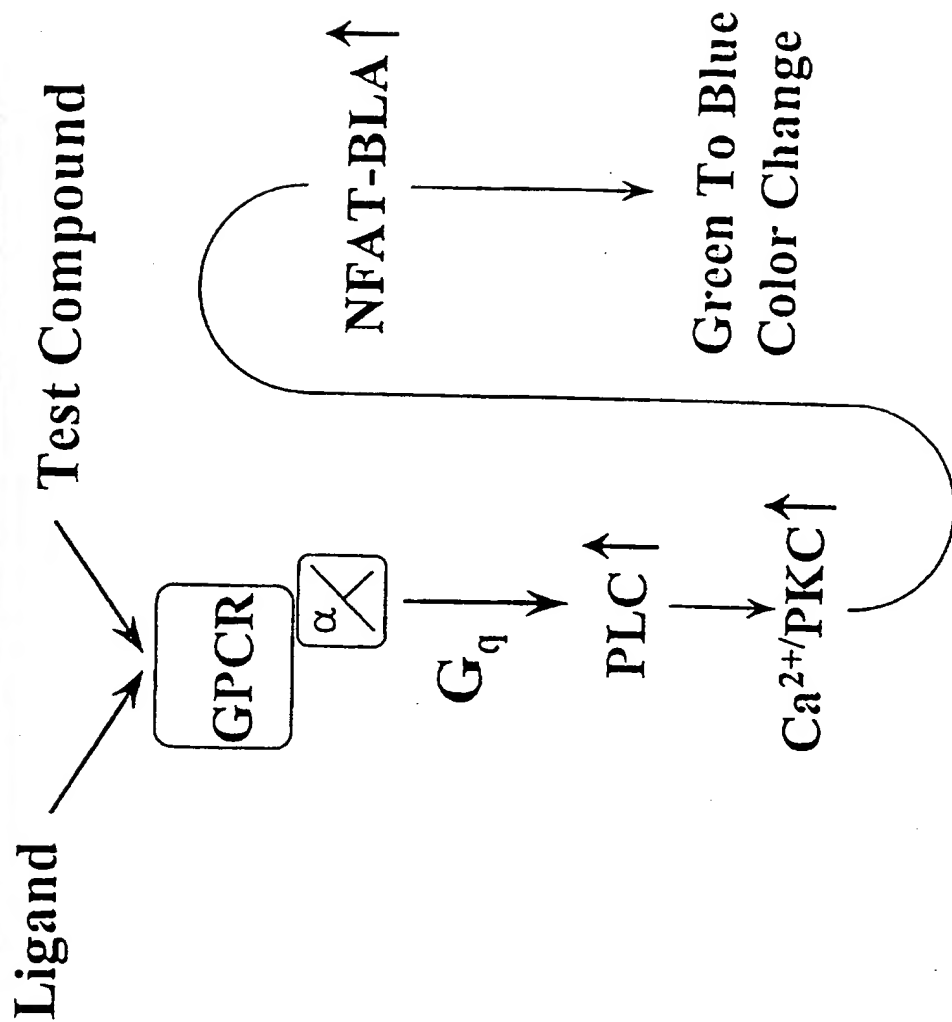 Ligand
Test Compound
GPCR
α
Gq
PLC ↑
Ca²⁺/PKC ↑
NFAT-BLA ↑
Green To Blue
Color Change